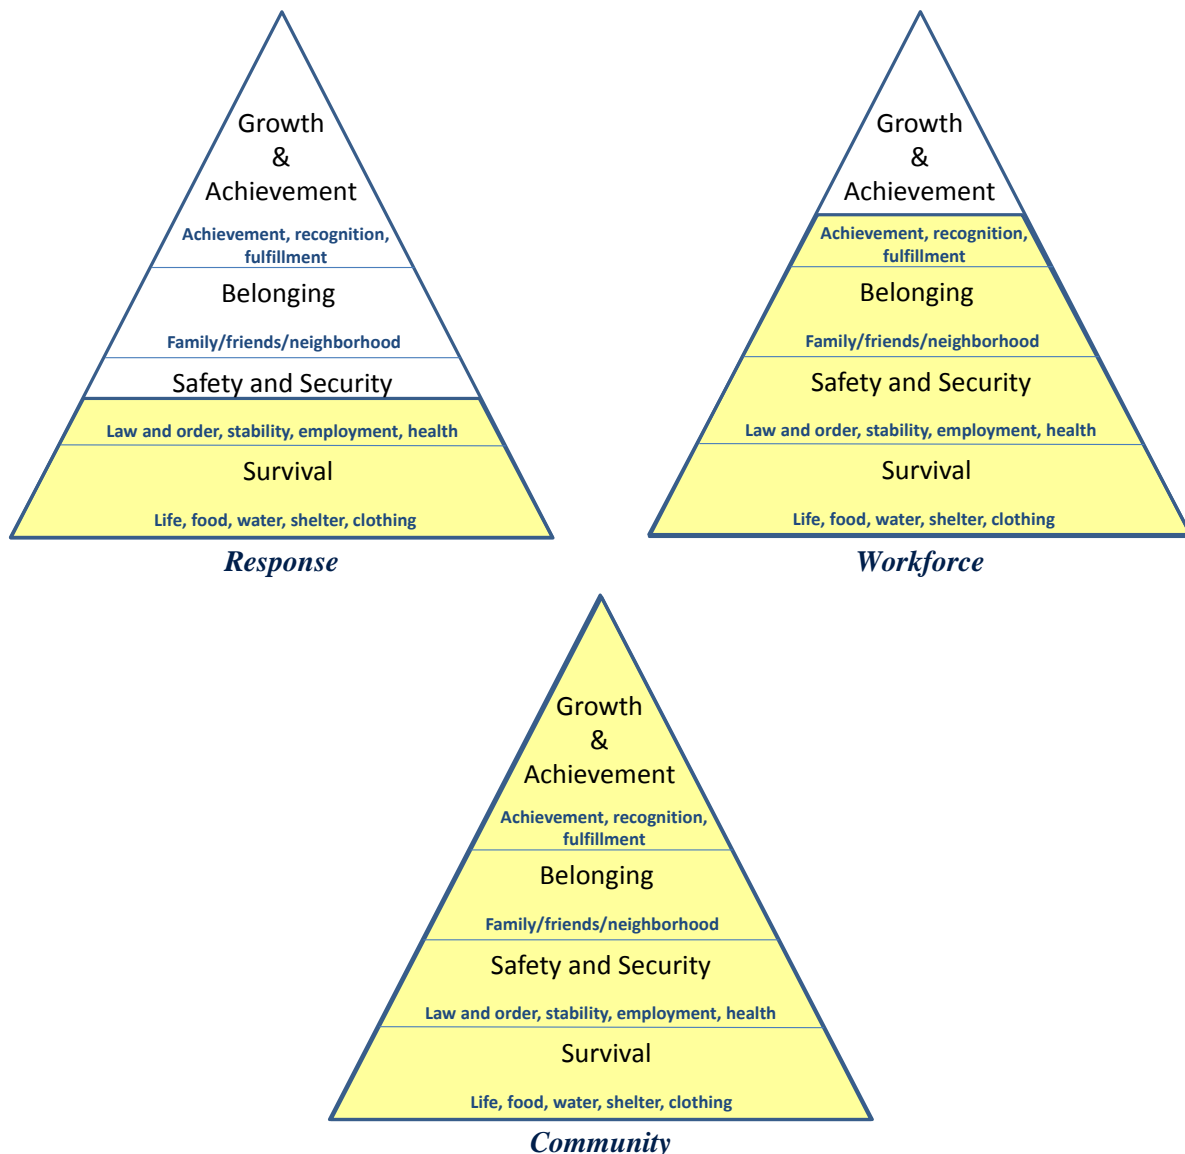 Growth
&
Achievement
Achievement, recognition,
fulfillment
Belonging
Family/friends/neighborhood
Safety and Security
Law and order, stability, employment, health
Survival
Life, food, water, shelter, clothing
Response
Growth
&
Achievement
Achievement, recognition,
fulfillment
Belonging
Family/friends/neighborhood
Safety and Security
Law and order, stability, employment, health
Survival
Life, food, water, shelter, clothing
Workforce
Growth
&
Achievement
Achievement, recognition,
fulfillment
Belonging
Family/friends/neighborhood
Safety and Security
Law and order, stability, employment, health
Survival
Life, food, water, shelter, clothing
Community